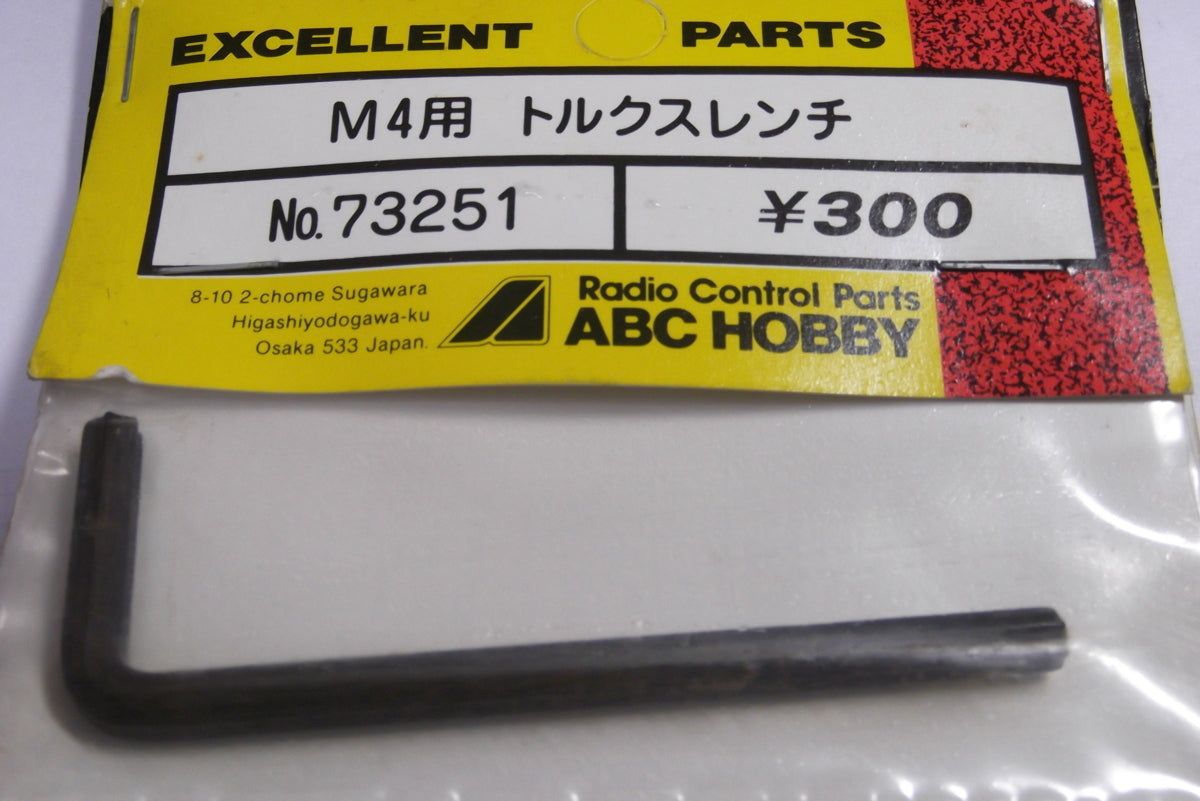 EXCELLENT PARTS
M4用 トルクスレンチ
No.73251
¥300
8-10 2-chome Sugawara
Higashiyodogawa-ku
Osaka 533 Japan.
Radio Control Parts
ABC HOBBY